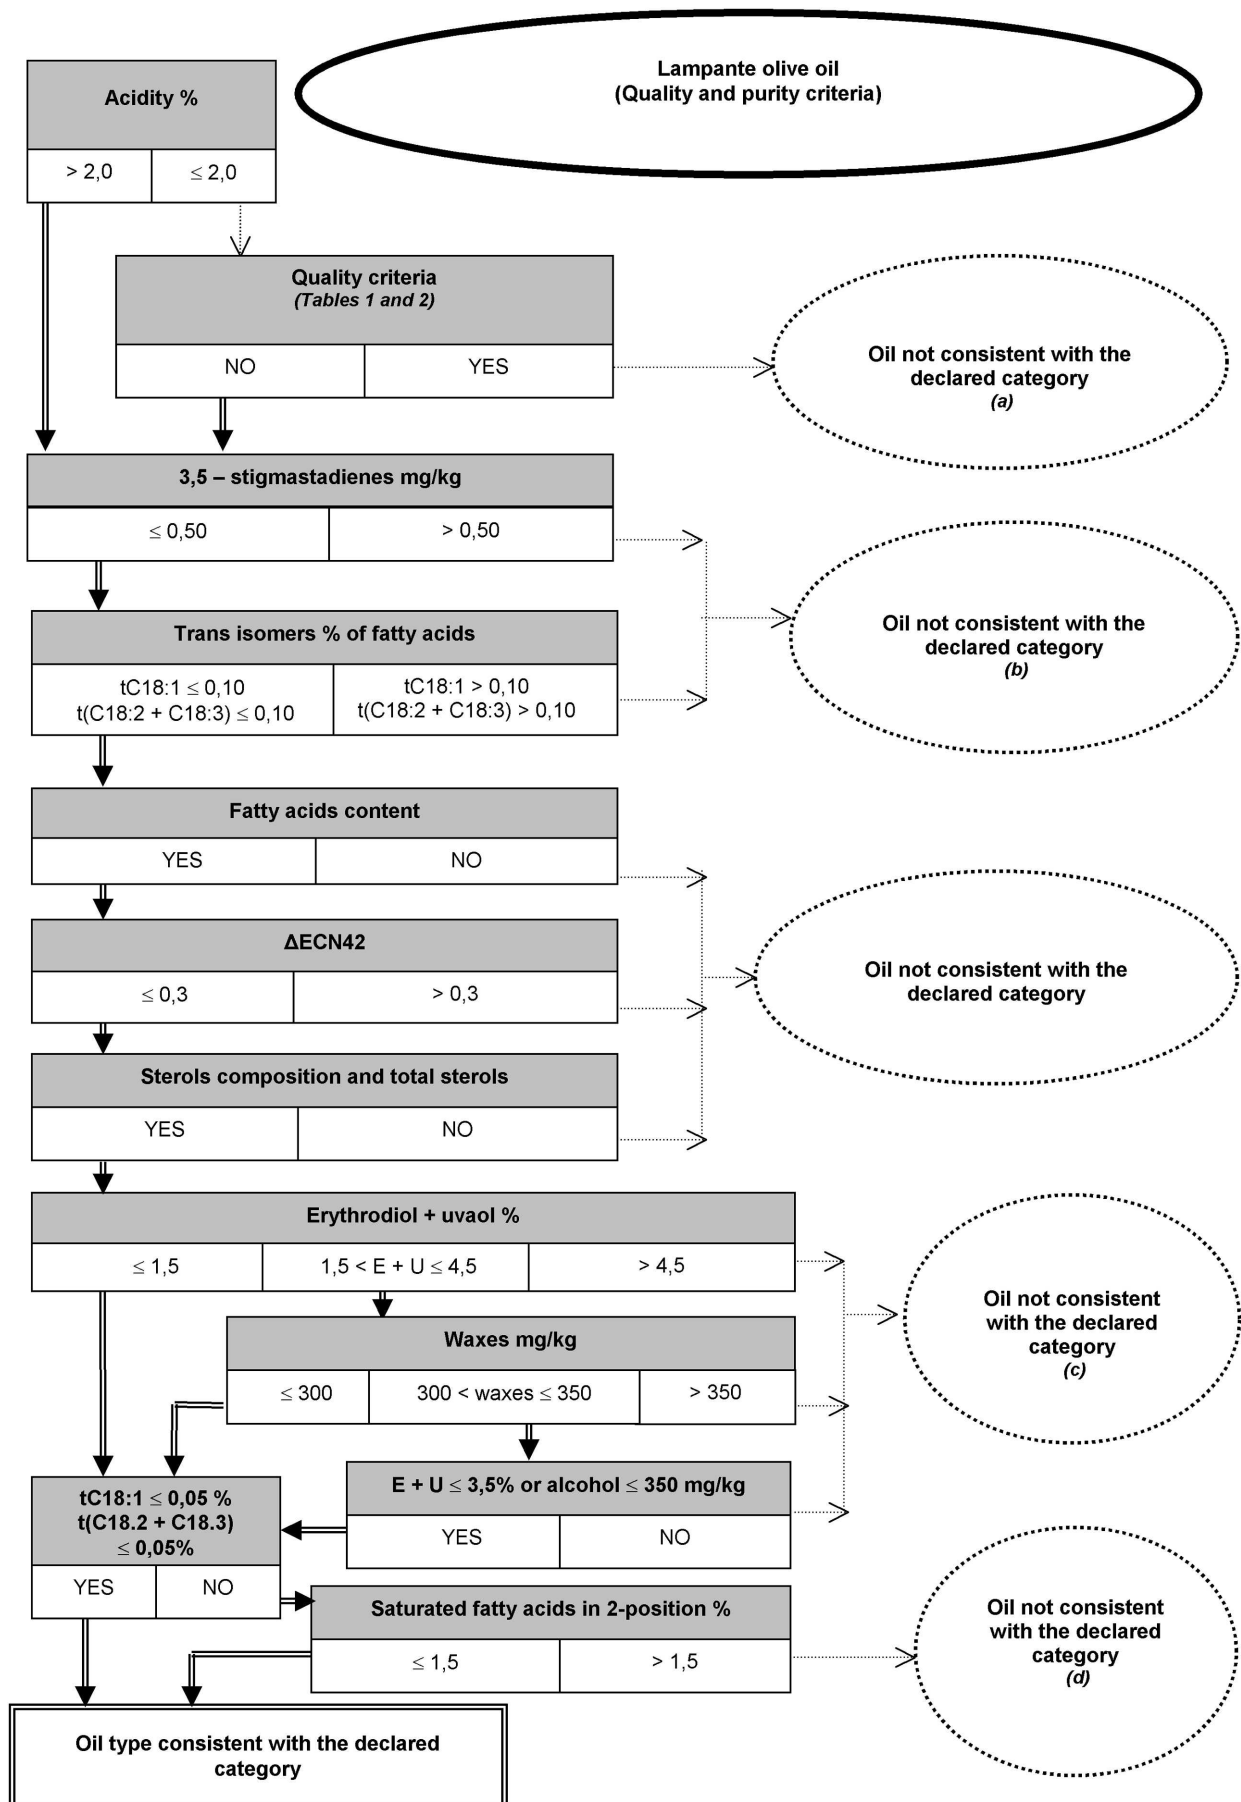 Lampante olive oil
(Quality and purity criteria)
Acidity %
> 2,0
≤ 2,0
Quality criteria
(Tables 1 and 2)
NO
YES
Oil not consistent with the
declared category
(a)
3,5 – stigmastadienes mg/kg
≤ 0,50
> 0,50
Oil not consistent with the
declared category
(b)
Trans isomers % of fatty acids
tC18:1 ≤ 0,10
t(C18:2 + C18:3) ≤ 0,10
tC18:1 > 0,10
t(C18:2 + C18:3) > 0,10
Fatty acids content
YES
NO
ΔECN42
≤ 0,3
> 0,3
Oil not consistent with the
declared category
Sterols composition and total sterols
YES
NO
Erythrodiol + uvaol %
≤ 1,5
1,5 < E + U ≤ 4,5
> 4,5
Oil not consistent
with the declared
category
(c)
Waxes mg/kg
≤ 300
300 < waxes ≤ 350
> 350
E + U ≤ 3,5% or alcohol ≤ 350 mg/kg
YES
NO
tC18:1 ≤ 0,05 %
t(C18.2 + C18.3)
≤ 0,05%
YES
NO
Saturated fatty acids in 2-position %
≤ 1,5
> 1,5
Oil not consistent
with the declared
category
(d)
Oil type consistent with the declared
category